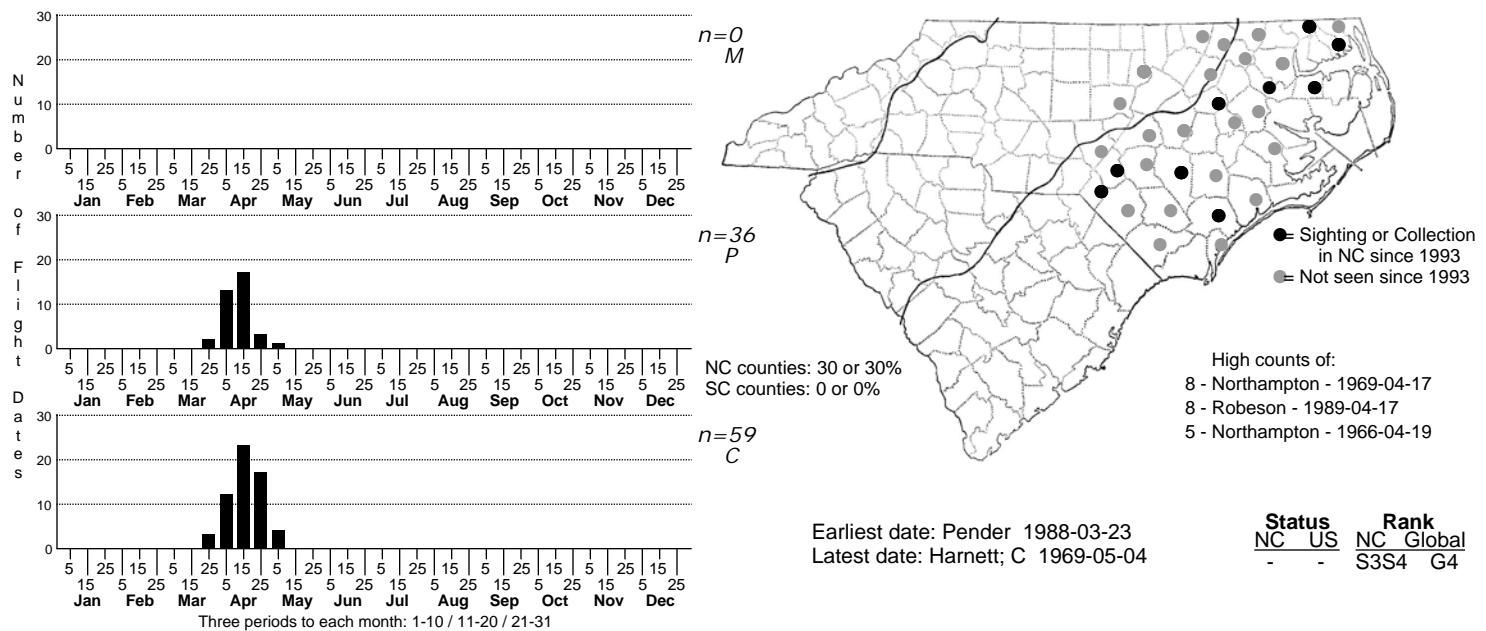 Number of Flight Dates
30
20
10
0
n=0
M
5 25 5 25 5 25 5 25 5 25 5 25 5 25 5 25 5 25 5 25 5 25 5 25
15 15 15 15 15 15 15 15 15 15 15 15
Jan Feb Mar Apr May Jun Jul Aug Sep Oct Nov Dec
30
20
10
0
n=36
P
5 25 5 25 5 25 5 25 5 25 5 25 5 25 5 25 5 25 5 25 5 25 5 25
15 15 15 15 15 15 15 15 15 15 15 15
Jan Feb Mar Apr May Jun Jul Aug Sep Oct Nov Dec
30
20
10
0
n=59
C
5 25 5 25 5 25 5 25 5 25 5 25 5 25 5 25 5 25 5 25 5 25 5 25
15 15 15 15 15 15 15 15 15 15 15 15
Jan Feb Mar Apr May Jun Jul Aug Sep Oct Nov Dec
Three periods to each month: 1-10 / 11-20 / 21-31
NC counties: 30 or 30%
SC counties: 0 or 0%
= Sighting or Collection
in NC since 1993
= Not seen since 1993
High counts of:
8 - Northampton - 1969-04-17
8 - Robeson - 1989-04-17
5 - Northampton - 1966-04-19
Earliest date: Pender 1988-03-23
Latest date: Harnett; C 1969-05-04
Status Rank
NC US NC Global
- - S3S4 G4